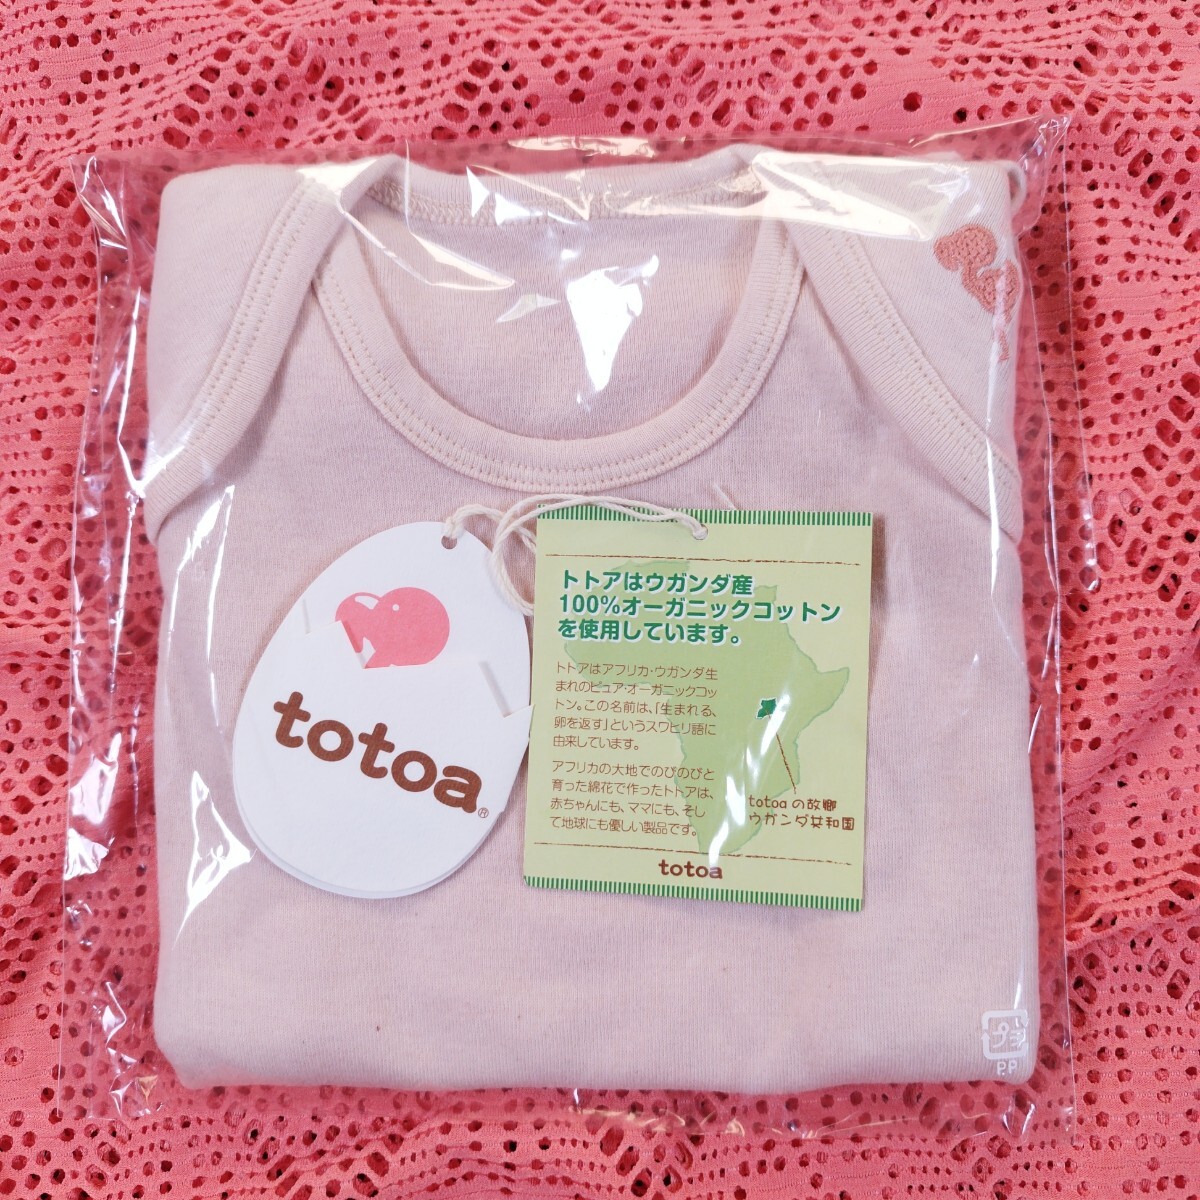 totoa®
トトアはウガンダ産
100%オーガニックコットン
を使用しています。
トトアはアフリカ・ウガンダ生
まれのピュア・オーガニックコッ
トン。この名前は、「生まれる、
卵を返す」というスワヒリ語に
由来しています。
アフリカの大地でのびのびと
育った綿花で作ったトトアは、
赤ちゃんにも、ママにも、そし
て地球にも優しい製品です。
totoaの故郷
ウガンダ共和国
totoa
プラ
P.P